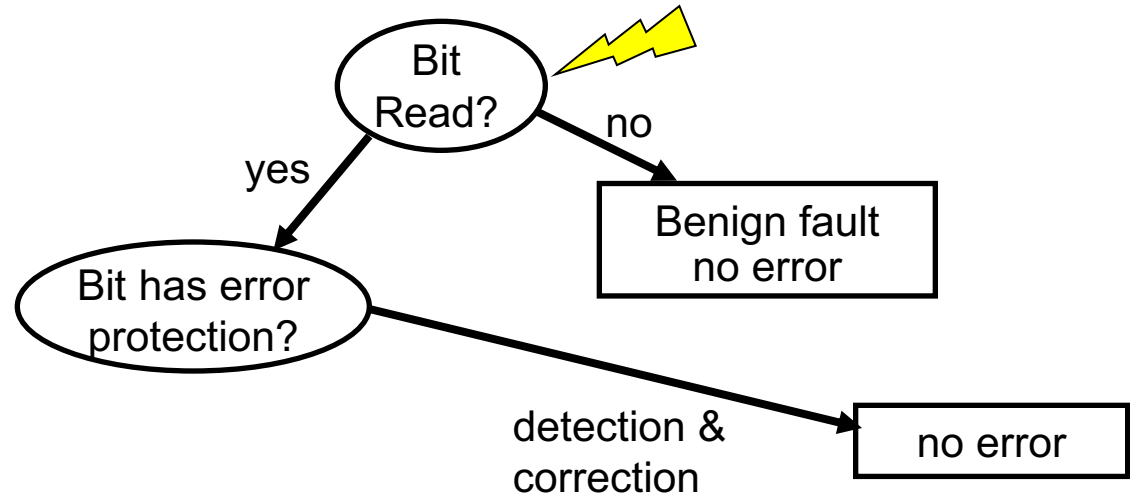 Bit
Read?
no
yes
Benign fault
no error
Bit has error
protection?
detection &
correction
no error